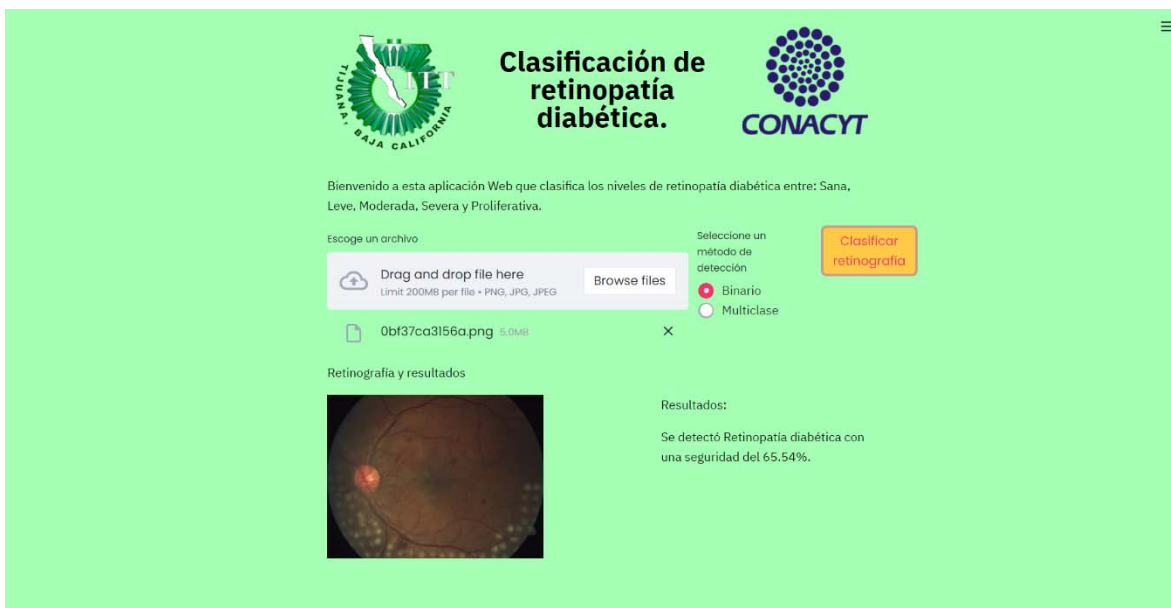 ITT
TIJUANA, BAJA CALIFORNIA
Clasificación de
retinopatía
diabética.
CONACYT
Bienvenido a esta aplicación Web que clasifica los niveles de retinopatía diabética entre: Sana,
Leve, Moderada, Severa y Proliferativa.
Escoge un archivo
Drag and drop file here
Limit 200MB per file • PNG, JPG, JPEG
Browse files
0bf37ca3156a.png 5.0MB
Seleccione un
método de
detección
Binario
Multiclase
Clasificar
retinografía
Retinografía y resultados
Resultados:
Se detectó Retinopatía diabética con
una seguridad del 65.54%.